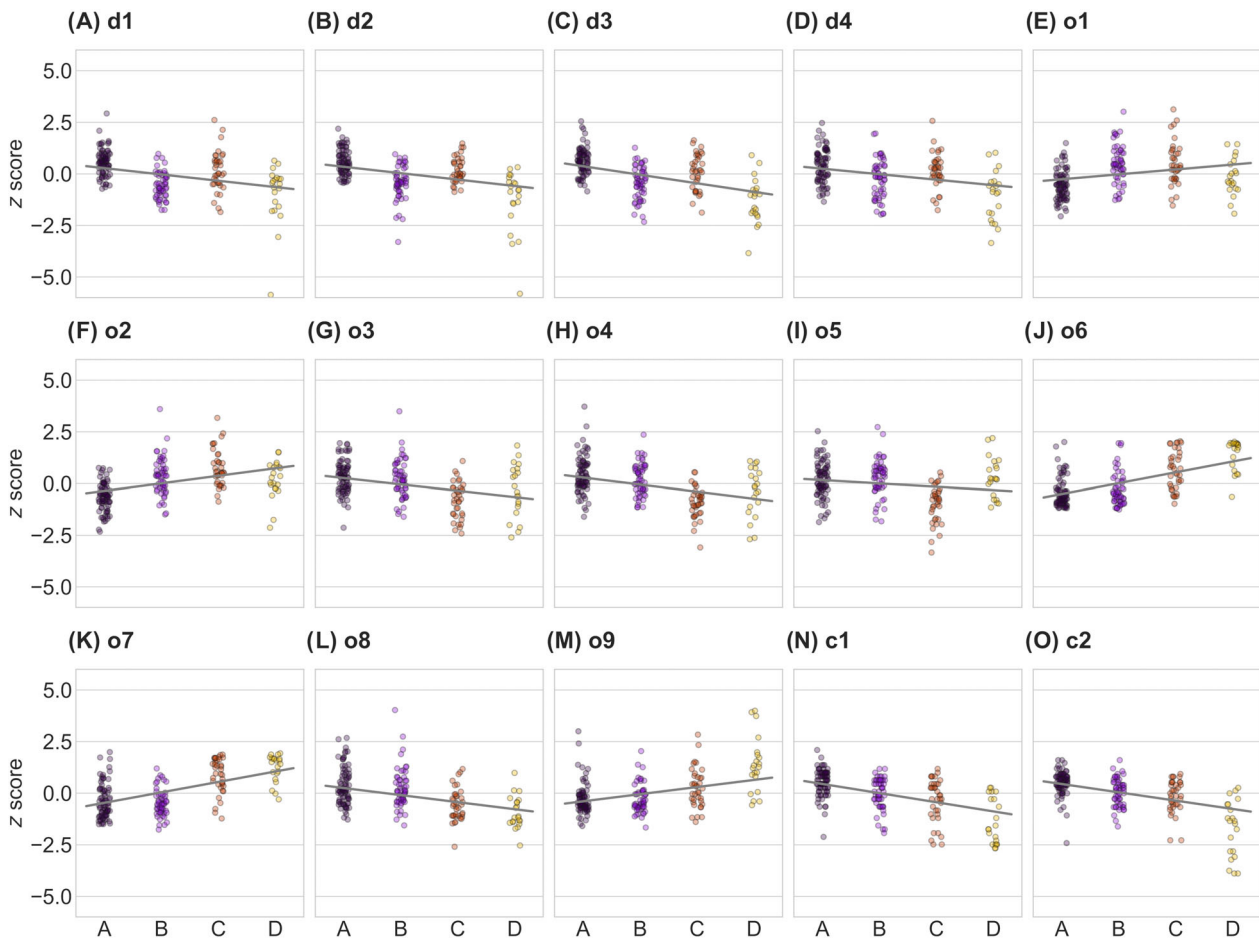 (A) d1 (B) d2 (C) d3 (D) d4 (E) o1
5.0
2.5
0.0
−2.5
−5.0
z score
(F) o2 (G) o3 (H) o4 (I) o5 (J) o6
5.0
2.5
0.0
−2.5
−5.0
z score
(K) o7 (L) o8 (M) o9 (N) c1 (O) c2
5.0
2.5
0.0
−2.5
−5.0
z score
A B C D A B C D A B C D A B C D A B C D